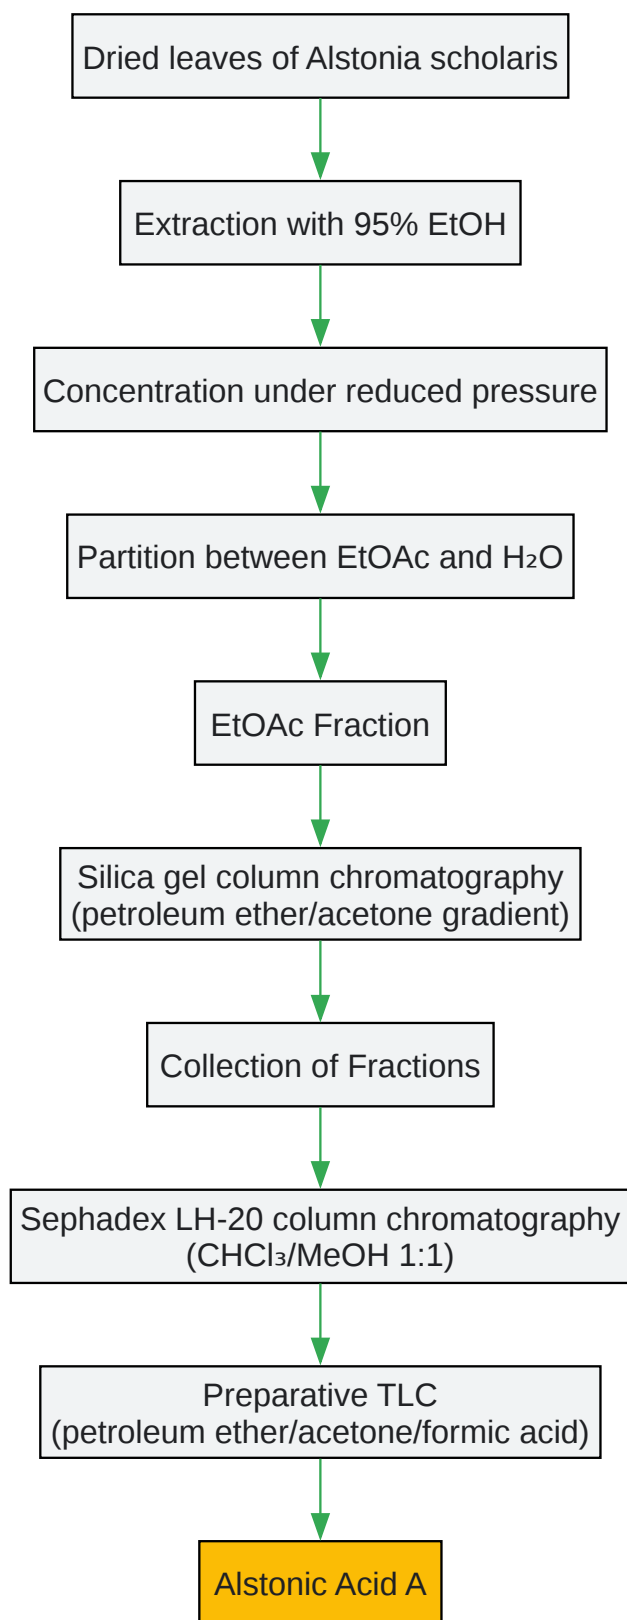 Dried leaves of Alstonia scholaris
Extraction with 95% EtOH
Concentration under reduced pressure
Partition between EtOAc and H₂O
EtOAc Fraction
Silica gel column chromatography
(petroleum ether/acetone gradient)
Collection of Fractions
Sephadex LH-20 column chromatography
(CHCl₃/MeOH 1:1)
Preparative TLC
(petroleum ether/acetone/formic acid)
Alstonic Acid A